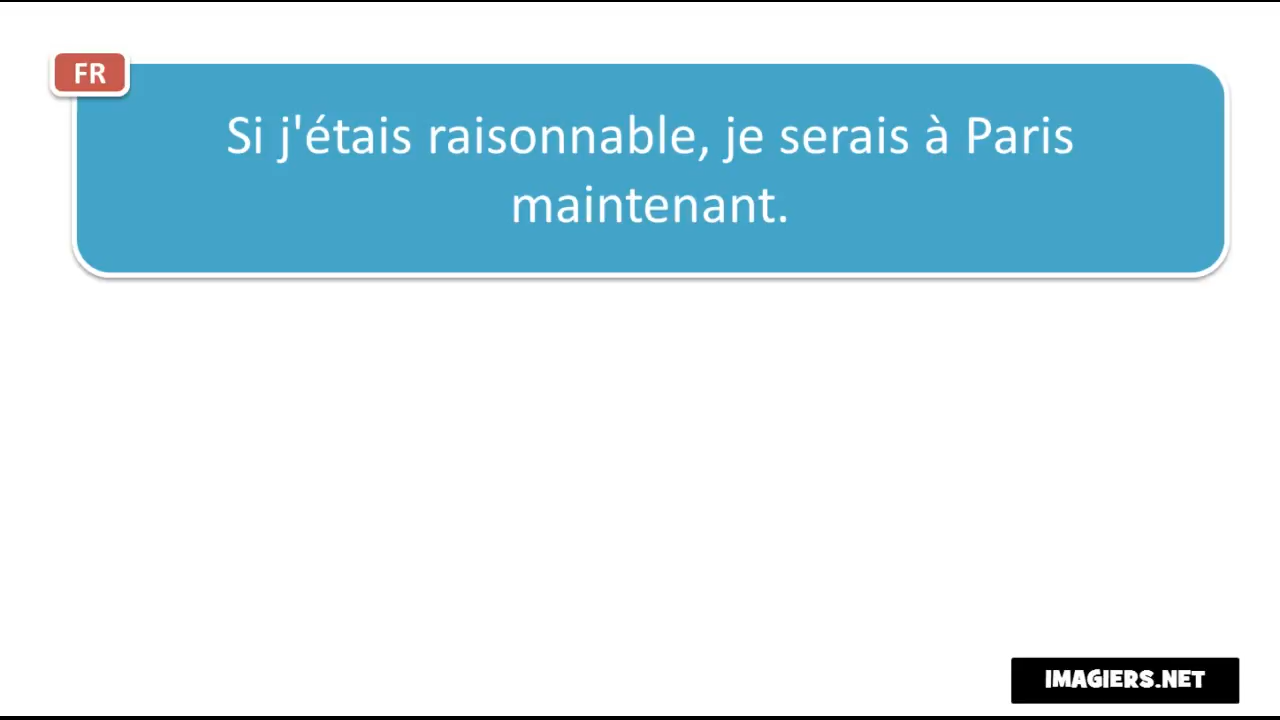 FR
Si j'étais raisonnable, je serais à Paris
maintenant.
IMAGIERS.NET